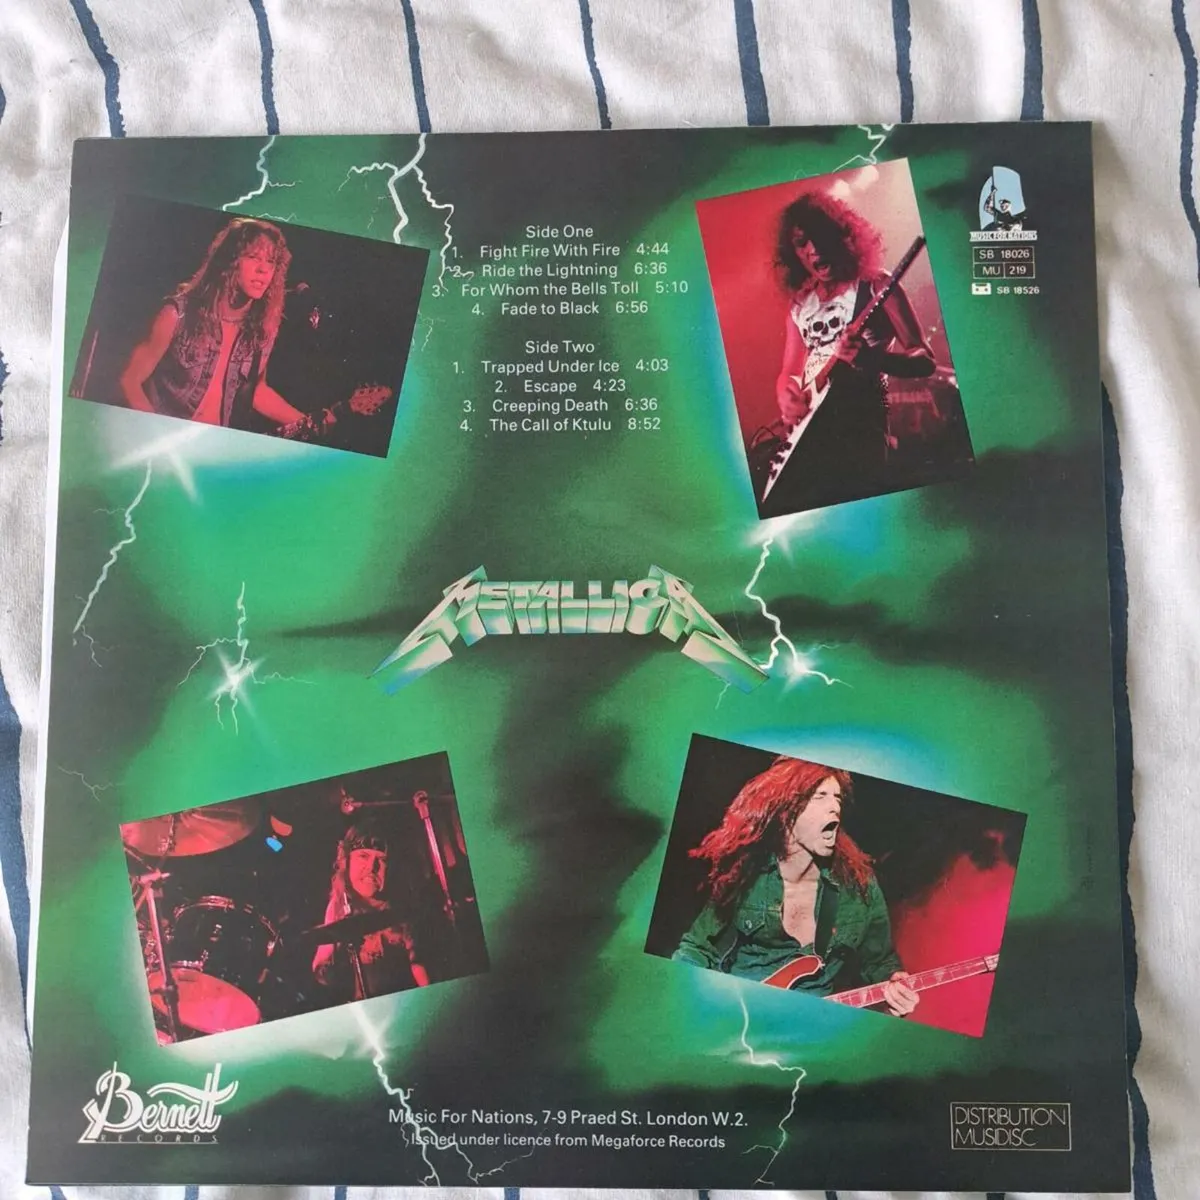 Side One
1. Fight Fire With Fire 4:44
2. Ride the Lightning 6:36
3. For Whom the Bells Toll 5:10
4. Fade to Black 6:56
Side Two
1. Trapped Under Ice 4:03
2. Escape 4:23
3. Creeping Death 6:36
4. The Call of Ktulu 8:52
MUSIC FOR NATIONS
SB 18026
MU 219
SB 18526
METALLICA
Bernett
RECORDS
Music For Nations, 7-9 Praed St. London W.2.
Issued under licence from Megaforce Records
DISTRIBUTION
MUSIDISC